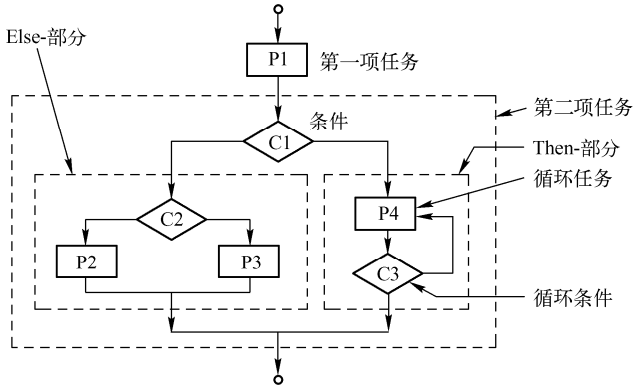 Else-部分
P1
第一项任务
第二项任务
条件
C1
Then-部分
循环任务
C2
P4
P2
P3
C3
循环条件